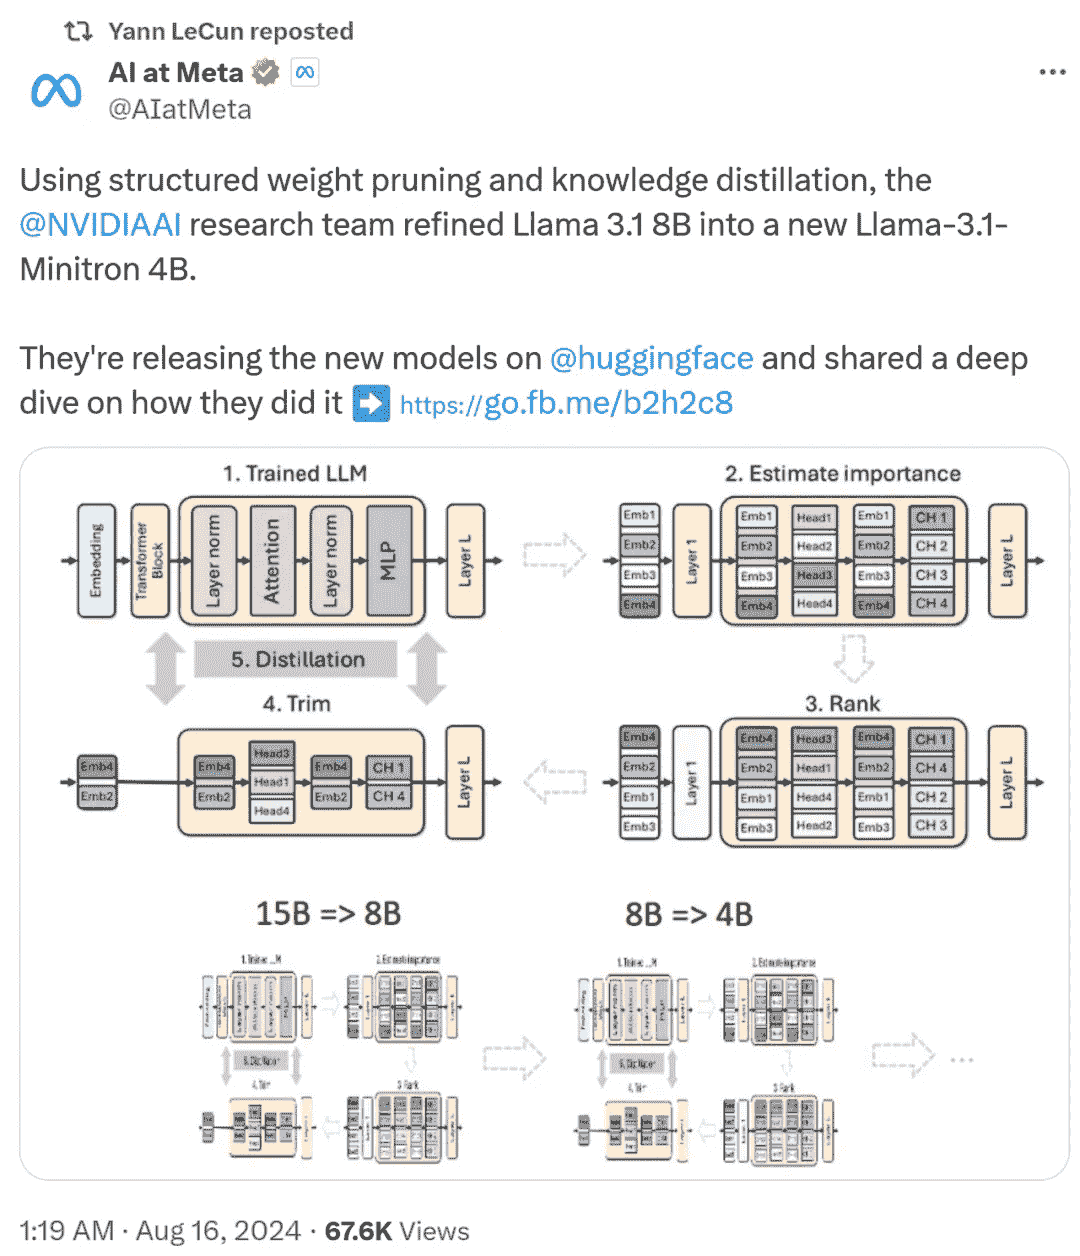 Yann LeCun reposted
AI at Meta
@AIatMeta
Using structured weight pruning and knowledge distillation, the
@NVIDIAAI research team refined Llama 3.1 8B into a new Llama-3.1-
Minitron 4B.
They're releasing the new models on @huggingface and shared a deep
dive on how they did it ➡️ https://go.fb.me/b2h2c8
1. Trained LLM
Embedding
Transformer
Block
Layer norm
Attention
Layer norm
MLP
Layer L
2. Estimate importance
Emb1
Emb2
Emb3
Emb4
Layer 1
Emb1
Emb2
Emb3
Emb4
Head1
Head2
Head3
Head4
Emb1
Emb2
Emb3
Emb4
CH 1
CH 2
CH 3
CH 4
Layer L
5. Distillation
4. Trim
Emb4
Emb2
Emb4
Emb2
Head3
Head1
Head4
Emb4
Emb2
CH 1
CH 4
Layer L
3. Rank
Emb4
Emb2
Emb1
Emb3
Layer 1
Emb4
Emb2
Emb1
Emb3
Head3
Head1
Head4
Head2
Emb4
Emb2
Emb1
Emb3
CH 1
CH 4
CH 2
CH 3
Layer L
15B => 8B
8B => 4B
...
1:19 AM · Aug 16, 2024 · 67.6K Views